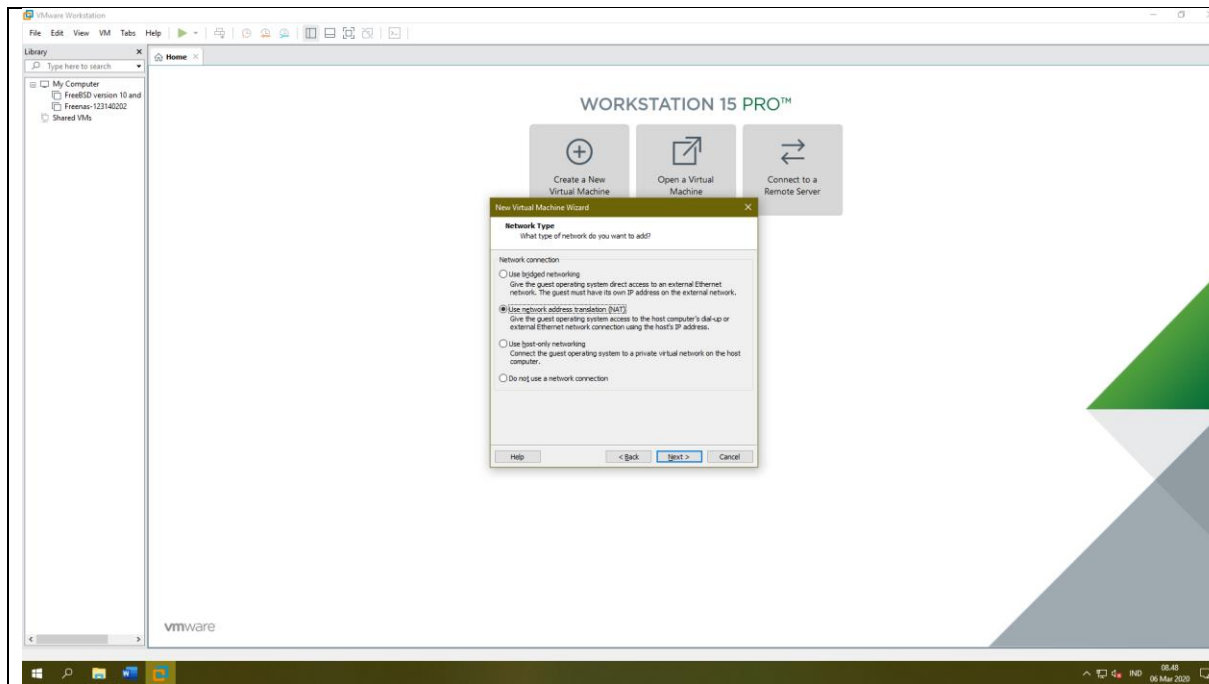 VMware Workstation
File Edit View VM Tabs Help
Library
Type here to search
My Computer
FreeBSD version 10 and
Freenas-123140202
Shared VMs
Home
WORKSTATION 15 PRO™
Create a New
Virtual Machine
Open a Virtual
Machine
Connect to a
Remote Server
New Virtual Machine Wizard
Network Type
What type of network do you want to add?
Network connection
Use bridged networking
Give the guest operating system direct access to an external Ethernet
network. The guest must have its own IP address on the external network.
Use network address translation (NAT)
Give the guest operating system access to the host computer's dial-up or
external Ethernet network connection using the host's IP address.
Use host-only networking
Connect the guest operating system to a private virtual network on the host
computer.
Do not use a network connection
Help
< Back
Next >
Cancel
vmware
IND
08.48
06 Mar 2020